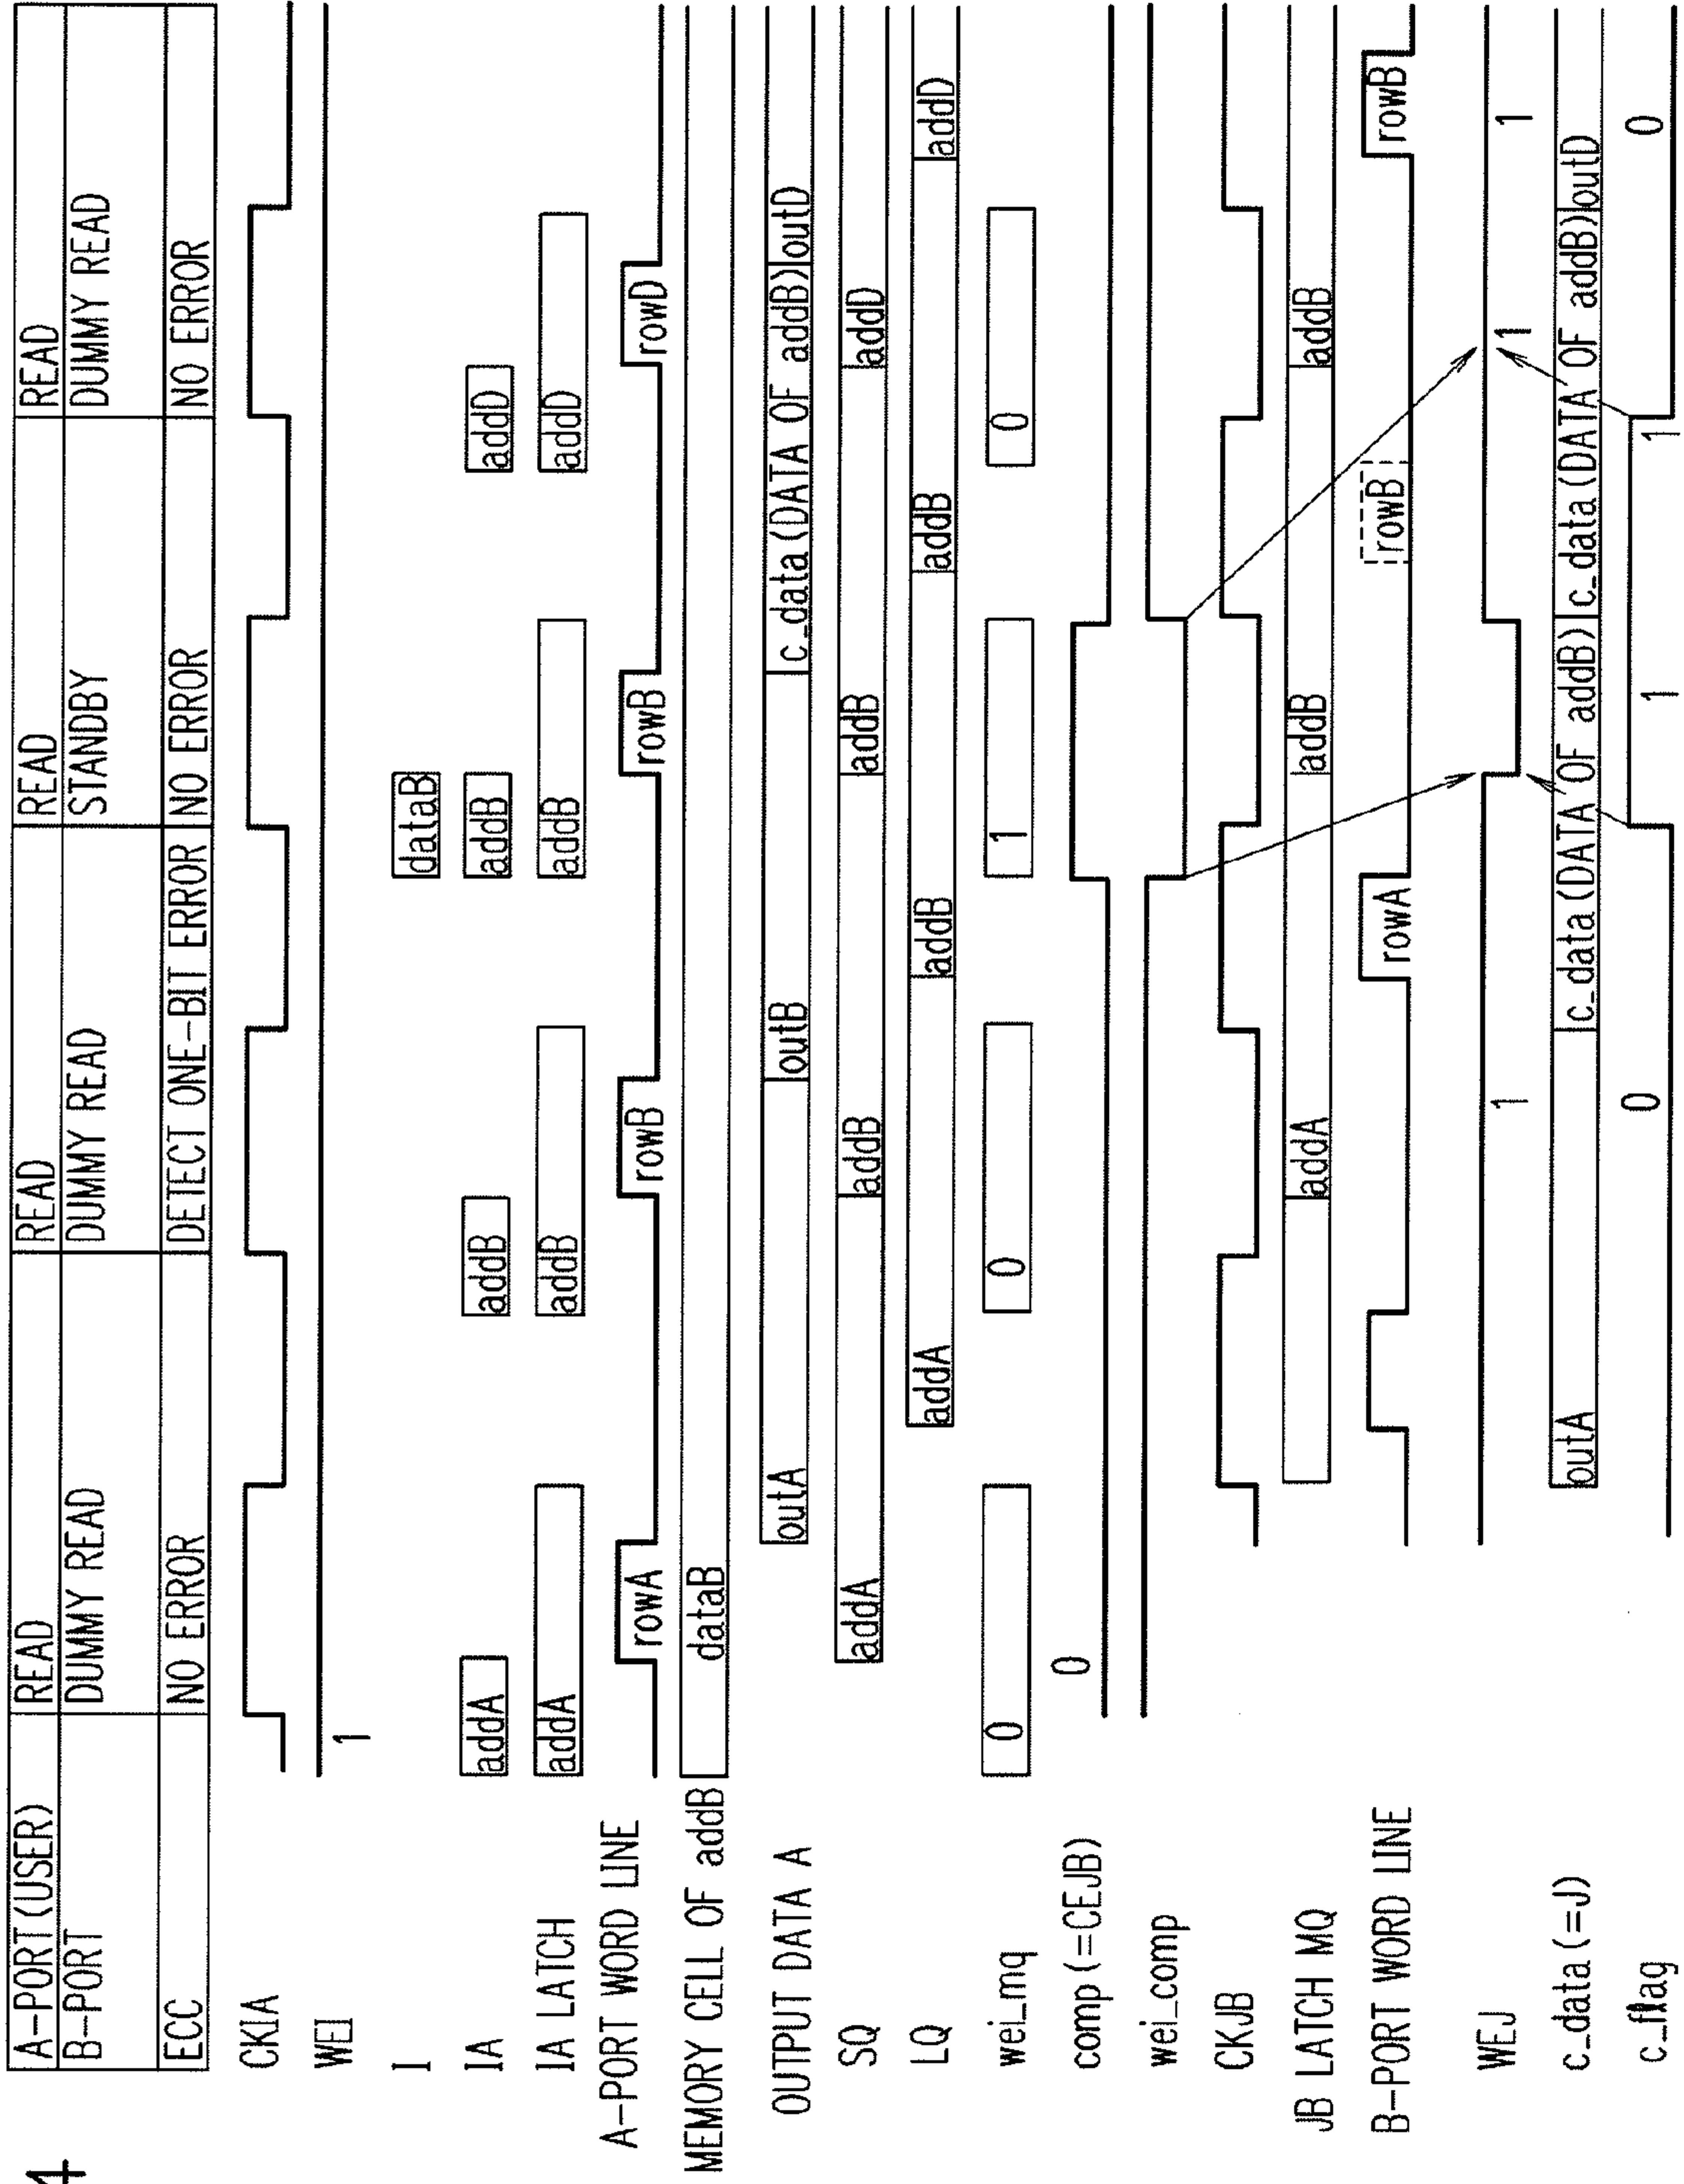 4
A-PORT(USER) READ READ READ READ
B-PORT DUMMY READ DUMMY READ STANDBY DUMMY READ
ECC NO ERROR DETECT ONE-BIT ERROR NO ERROR NO ERROR
CKIA
WEI 1
I dataB
IA addA addB addB addD
IA LATCH addA addB addB addD
A-PORT WORD LINE rowA rowB rowB rowD
MEMORY CELL OF addB dataB
OUTPUT DATA A outA outB c_data(DATA OF addB) outD
SQ addA addB addB addD
LQ addA addB addB addD
wei_mq 0 0 1 0
comp(=CEJB) 0
wei_comp
CKJB
JB LATCH MQ addA addB addB
B-PORT WORD LINE rowA rowB rowB
WEJ 1 1 1
c_data(=J) outA c_data(DATA OF addB) c_data(DATA OF addB) outD
c_flag 0 1 1 0